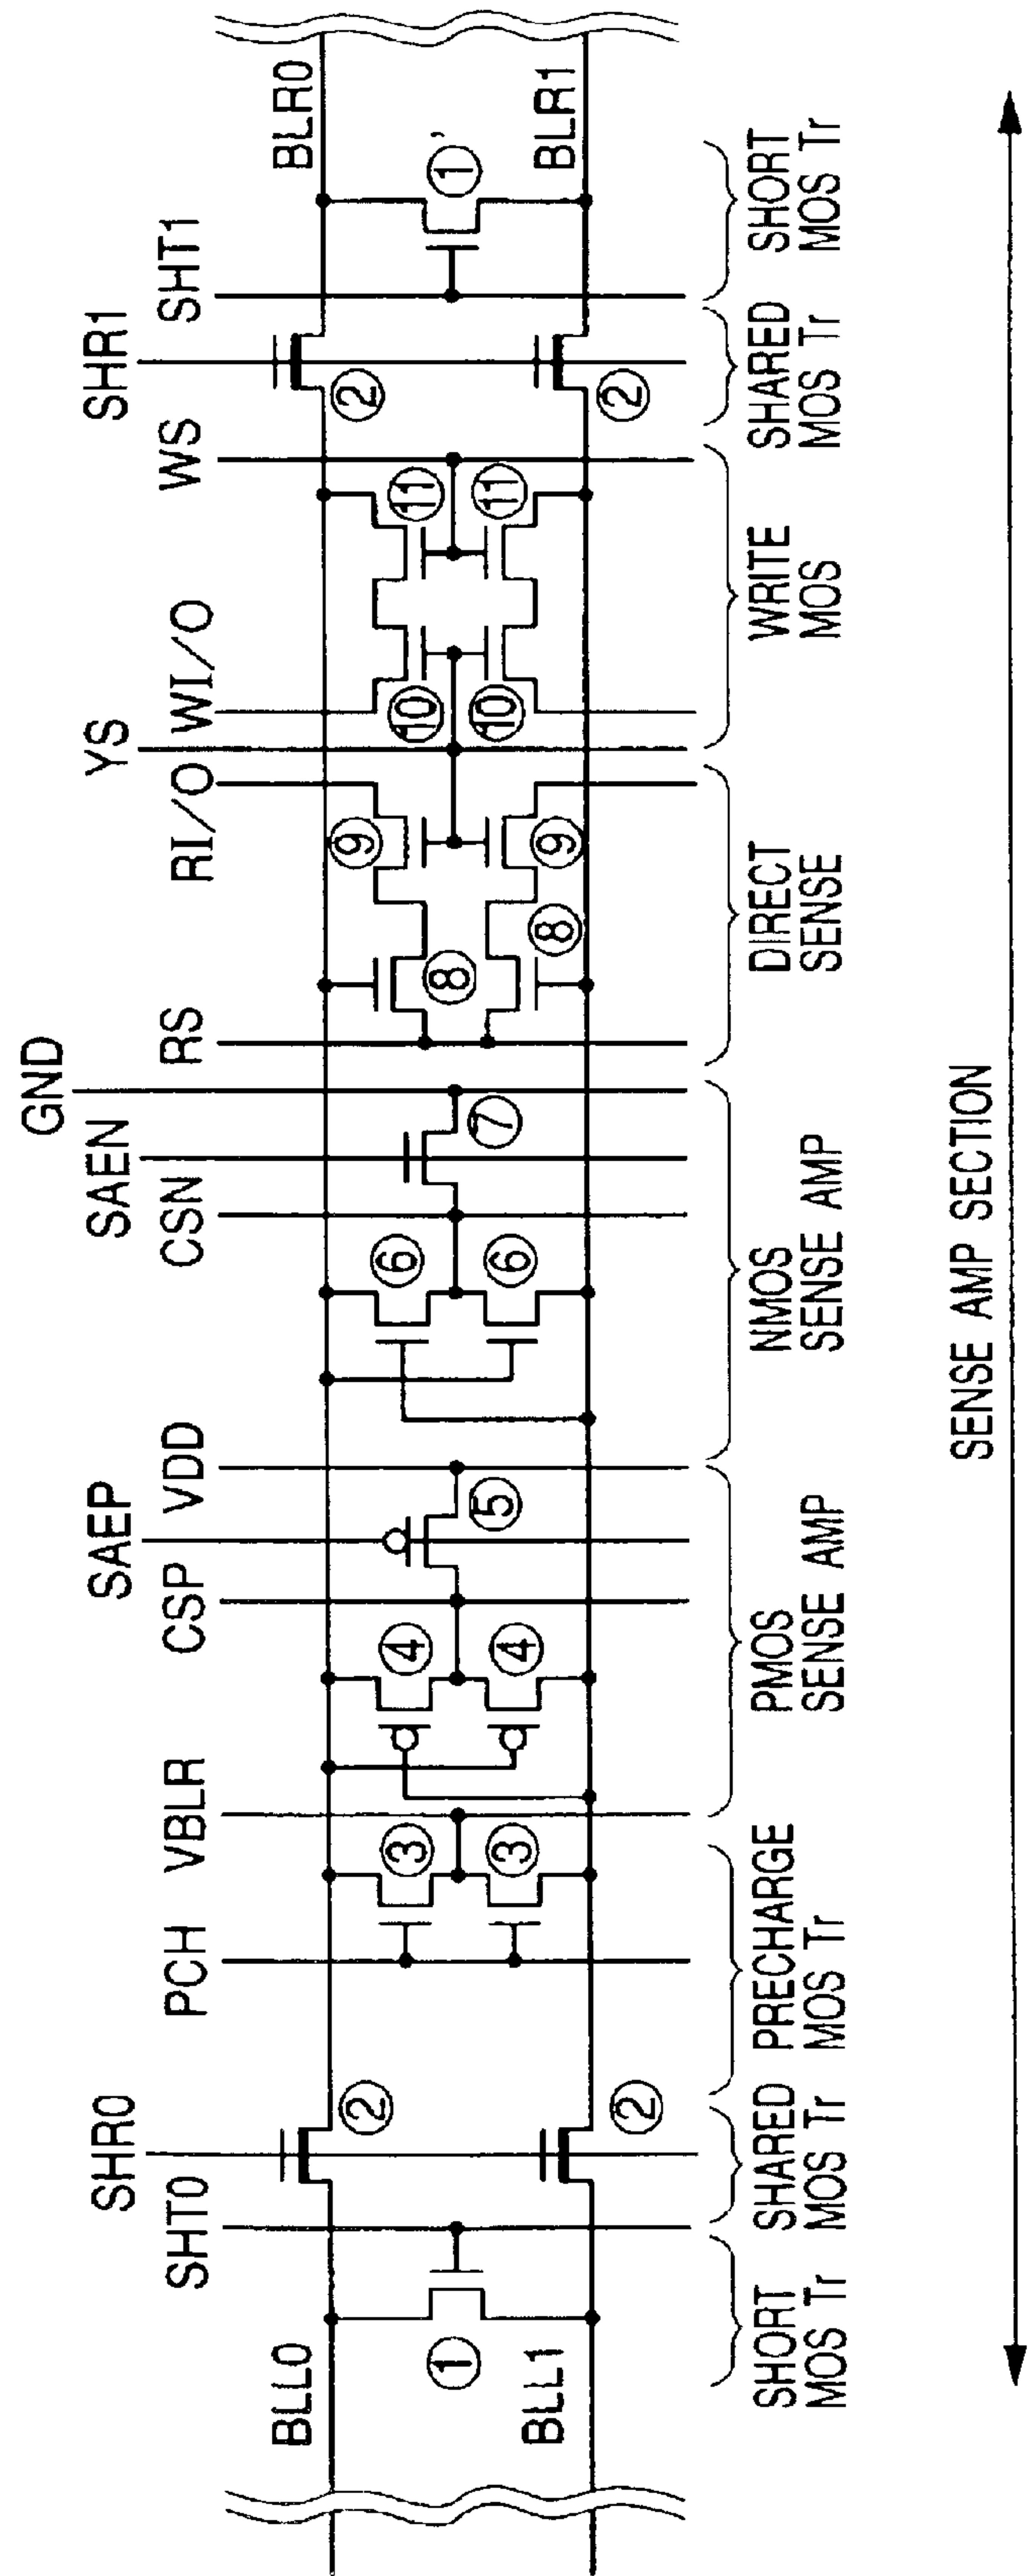 SHT0
SHR0
PCH
VBLR
CSP
SAEP
VDD
CSN
SAEN
GND
RS
RI/O
YS
WI/O
WS
SHR1
SHT1
BLL0
BLR0
BLL1
BLR1
①
②
②
③
③
④
④
⑤
⑥
⑥
⑦
⑧
⑧
⑨
⑨
⑩
⑩
⑪
⑪
②
②
①'
SHORT
MOS Tr
SHARED
MOS Tr
PRECHARGE
MOS Tr
PMOS
SENSE AMP
NMOS
SENSE AMP
DIRECT
SENSE
WRITE
MOS
SHARED
MOS Tr
SHORT
MOS Tr
SENSE AMP SECTION